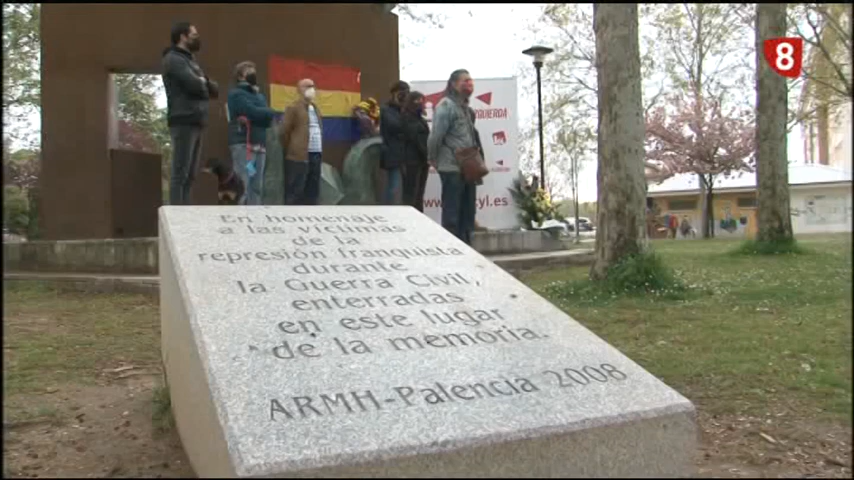 8
IZQUIERDA
www. cyl.es
En homenaje
a las víctimas
de la
represión franquista
durante
la Guerra Civil,
enterradas
en este lugar
de la memoria.
ARMH-Palencia 2008